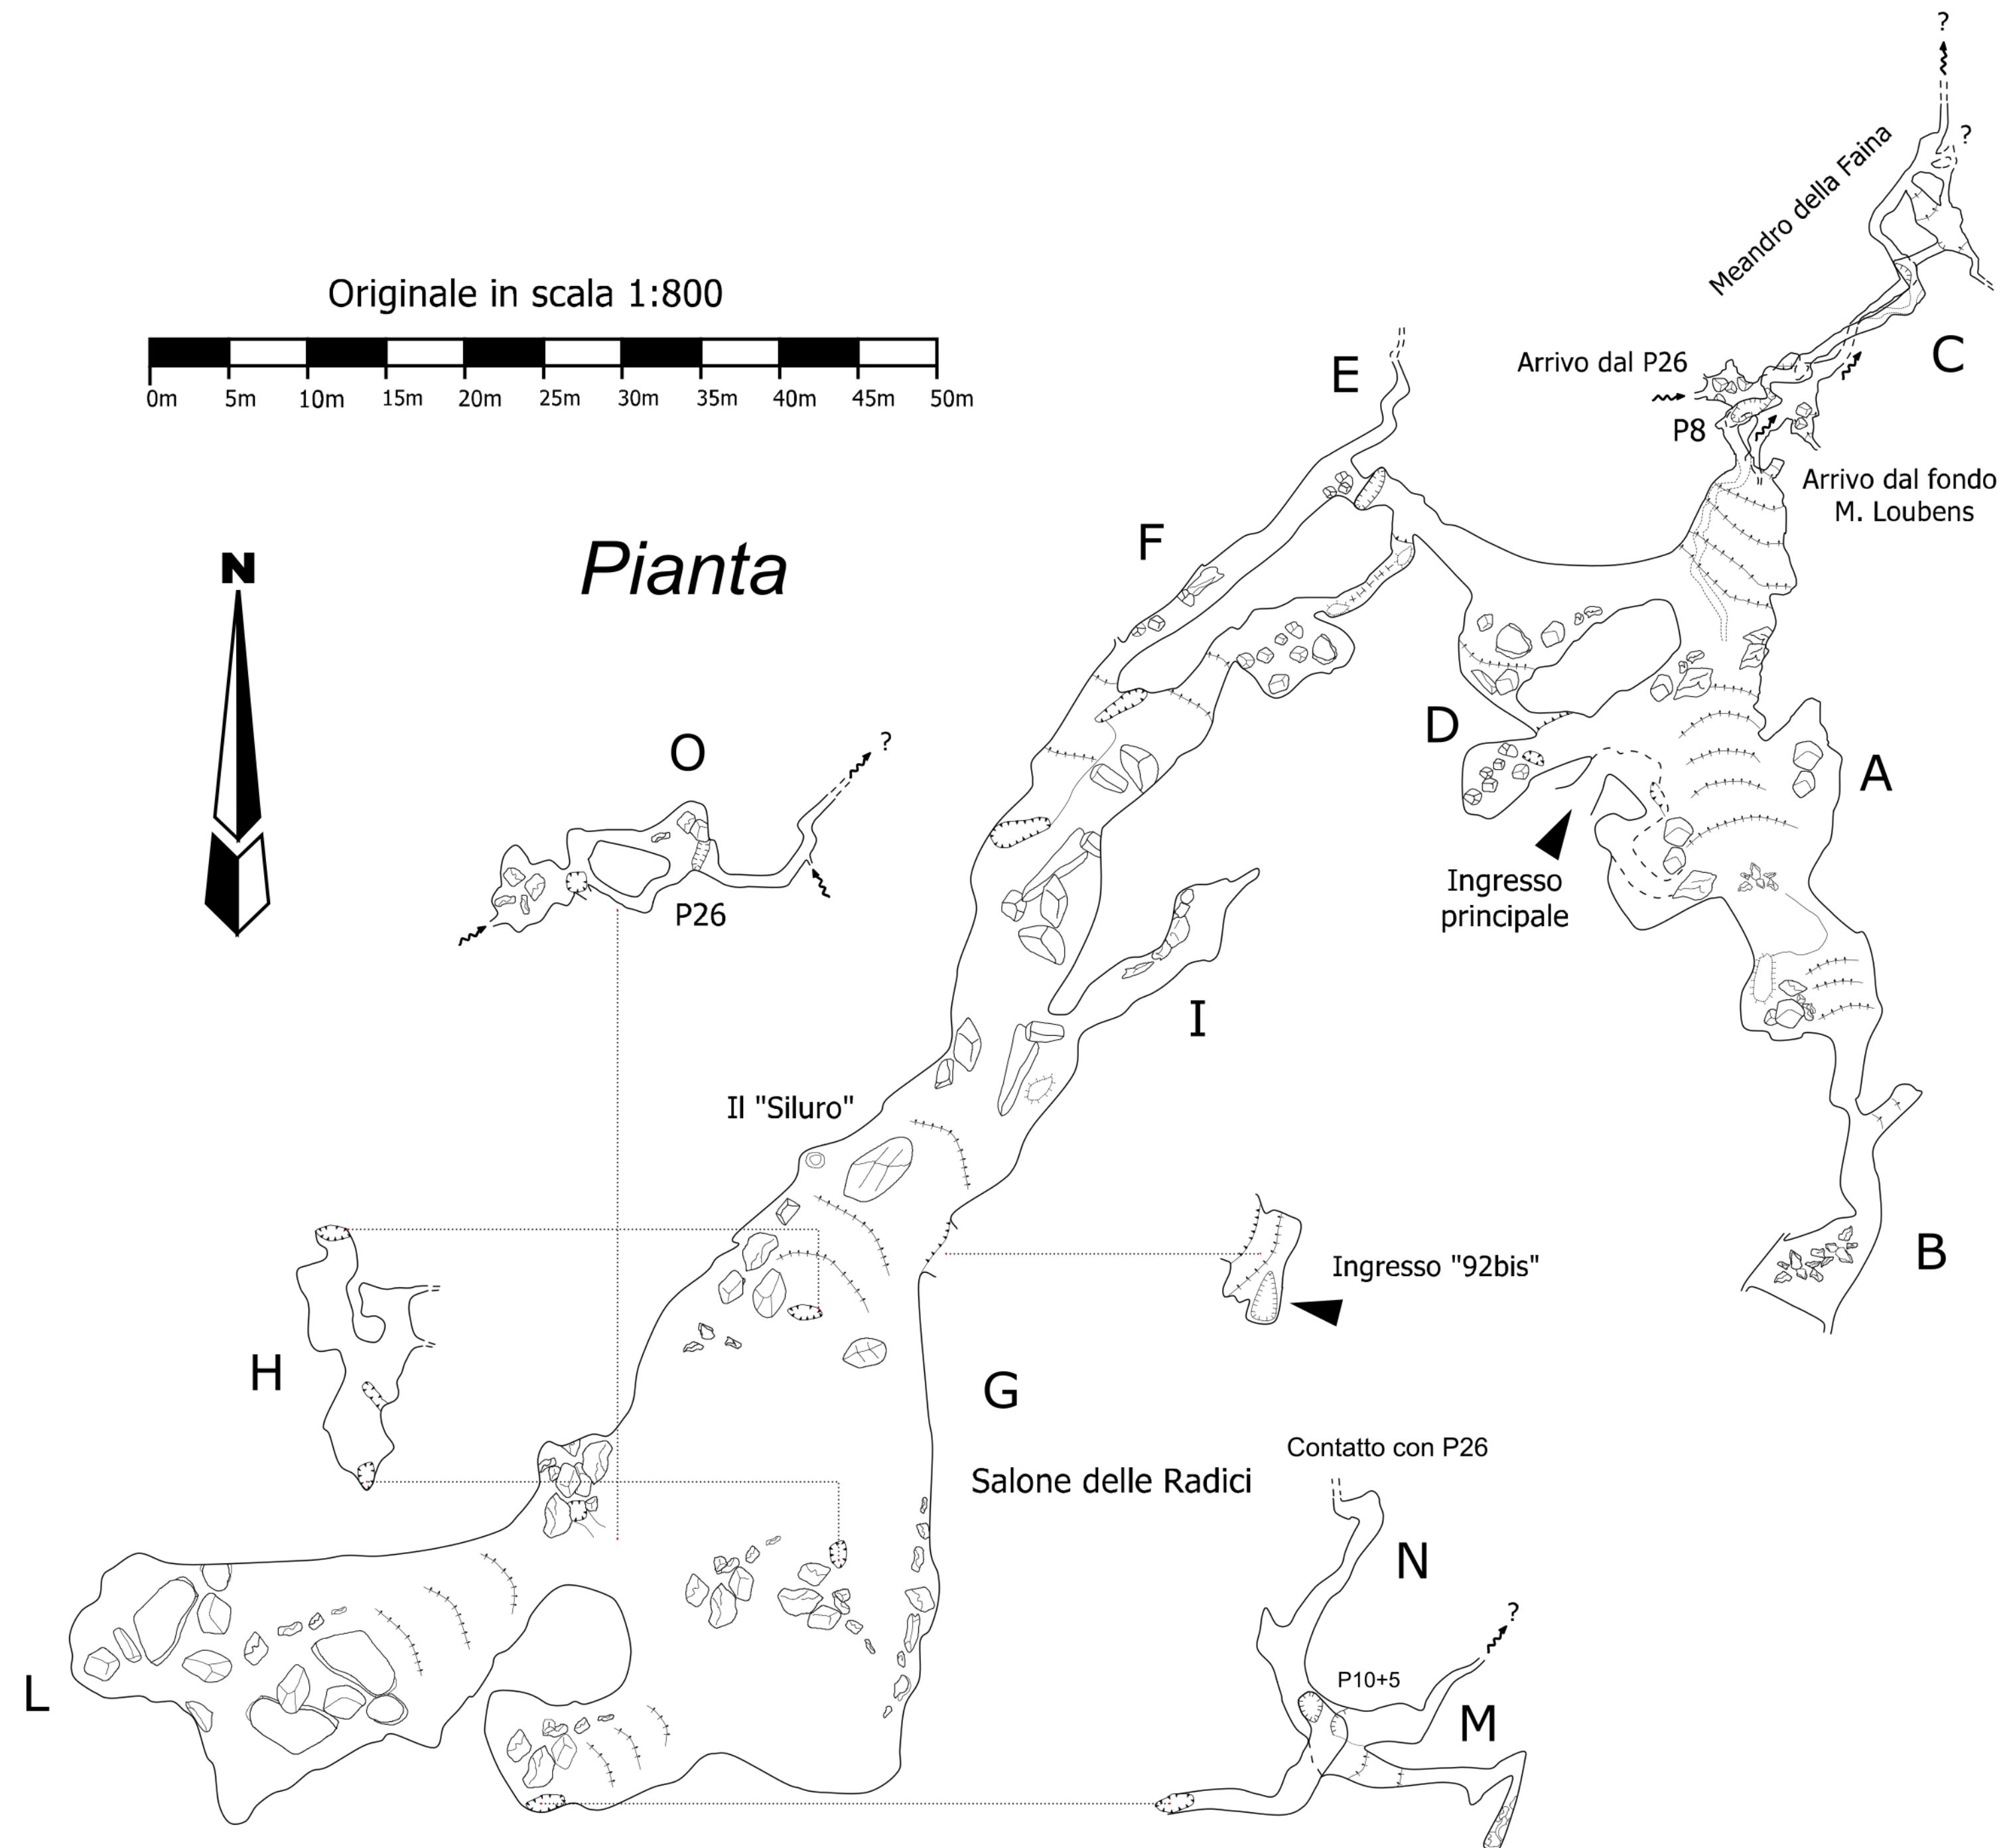 ?
?
Meandro della Faina
Originale in scala 1:800
0m 5m 10m 15m 20m 25m 30m 35m 40m 45m 50m
C
E
Arrivo dal P26
P8
Arrivo dal fondo
M. Loubens
N
Pianta
F
D
A
O
?
P26
Ingresso
principale
I
Il "Siluro"
B
Ingresso "92bis"
H
G
Contatto con P26
Salone delle Radici
N
?
P10+5
L
M